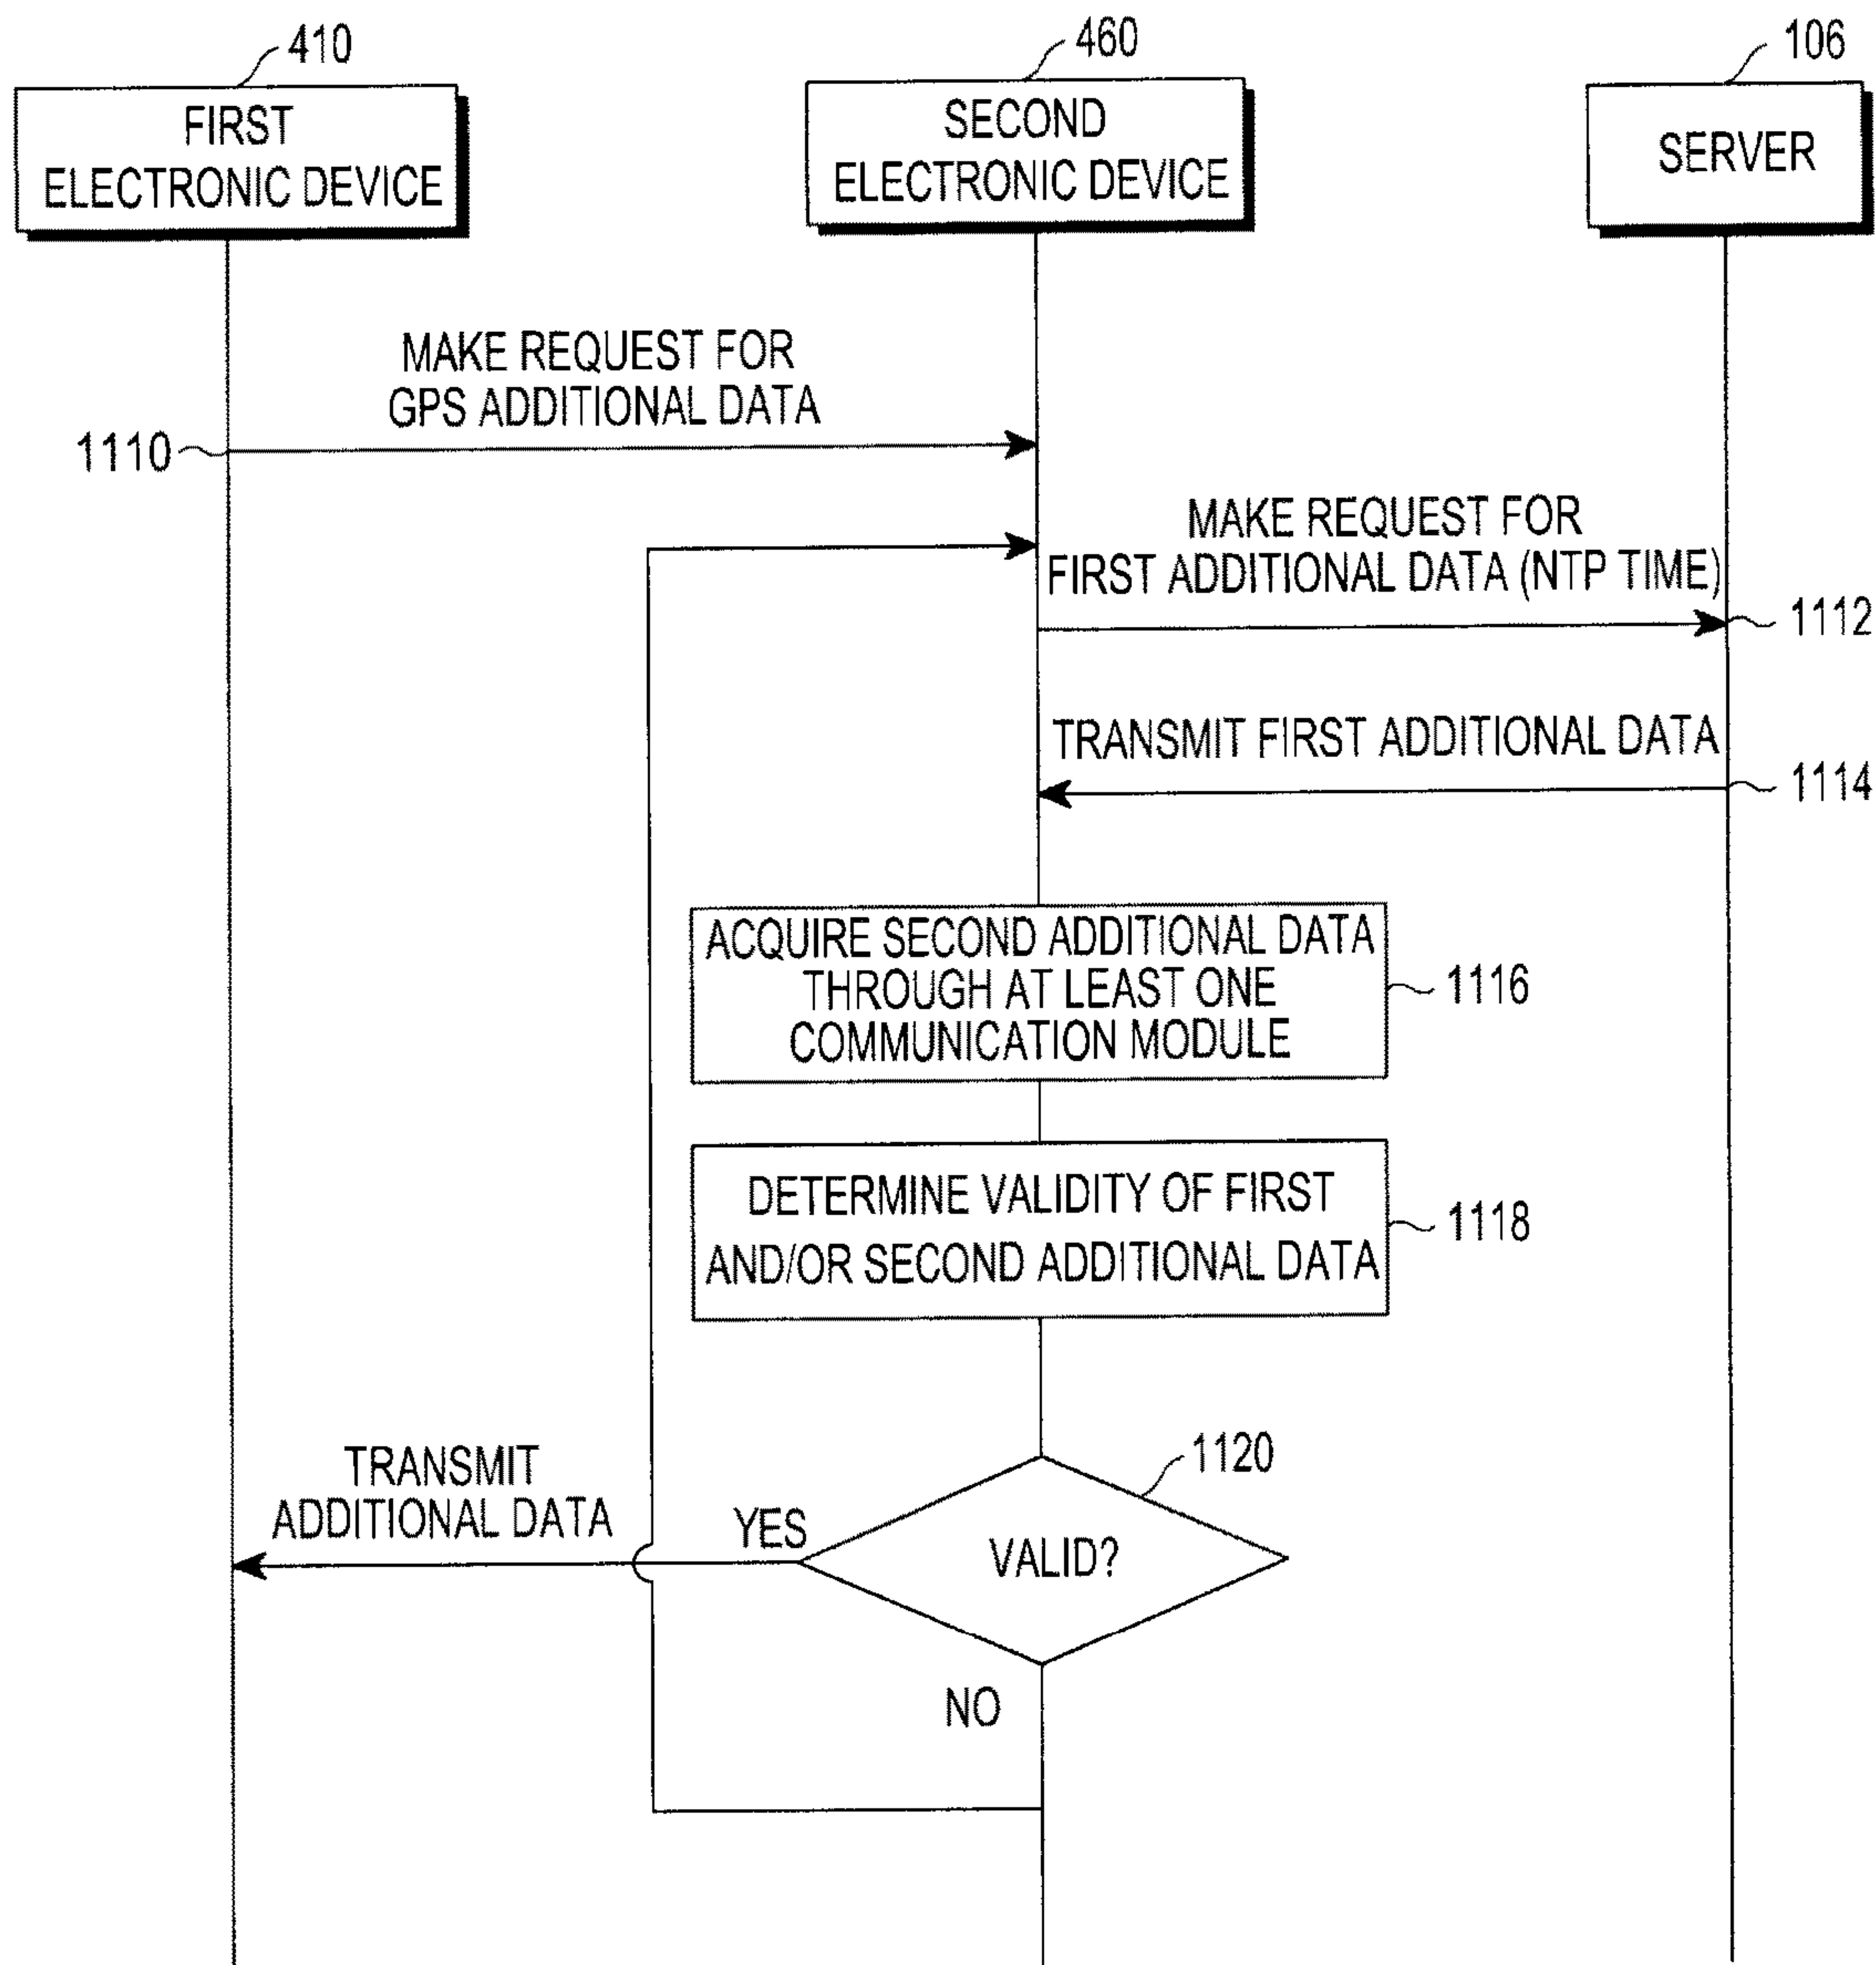 410
460
106
FIRST
ELECTRONIC DEVICE
SECOND
ELECTRONIC DEVICE
SERVER
MAKE REQUEST FOR
GPS ADDITIONAL DATA
1110
MAKE REQUEST FOR
FIRST ADDITIONAL DATA (NTP TIME)
1112
TRANSMIT FIRST ADDITIONAL DATA
1114
ACQUIRE SECOND ADDITIONAL DATA
THROUGH AT LEAST ONE
COMMUNICATION MODULE
1116
DETERMINE VALIDITY OF FIRST
AND/OR SECOND ADDITIONAL DATA
1118
1120
TRANSMIT
ADDITIONAL DATA
YES
VALID?
NO